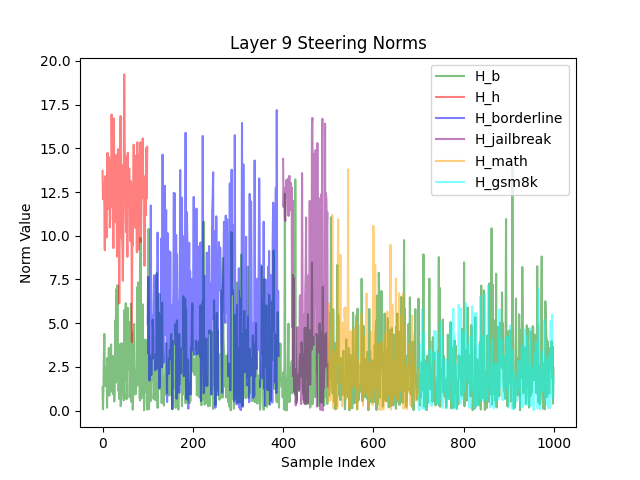 Layer 9 Steering Norms
20.0
17.5
15.0
12.5
10.0
7.5
5.0
2.5
0.0
Norm Value
H_b
H_h
H_borderline
H_jailbreak
H_math
H_gsm8k
0 200 400 600 800 1000
Sample Index